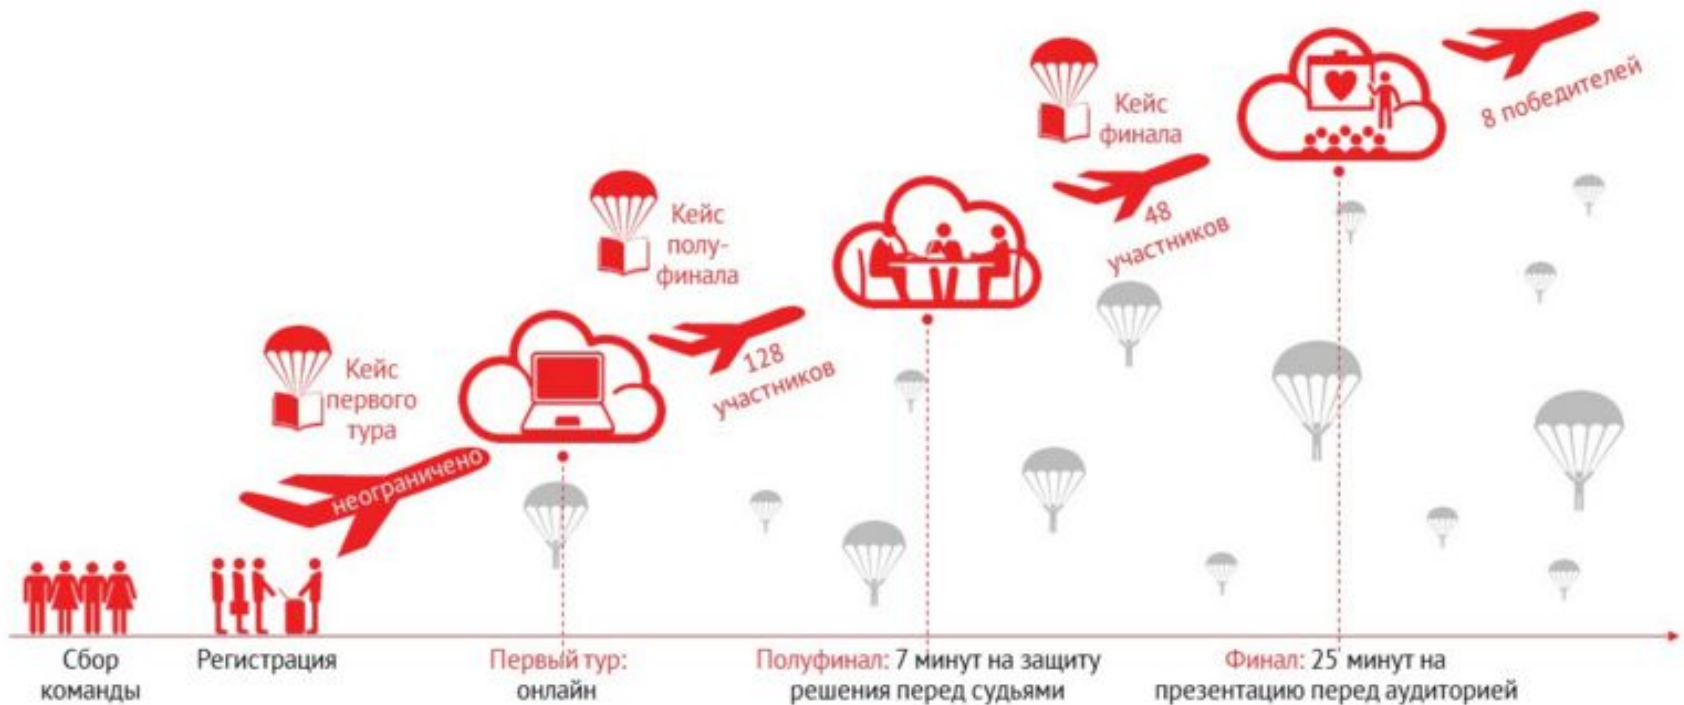 Кейс
финала
8 победителей
Кейс
полу-
финала
48
участников
Кейс
первого
тура
128
участников
неограничено
Сбор
команды
Регистрация
Первый тур:
онлайн
Полуфинал: 7 минут на защиту
решения перед судьями
Финал: 25 минут на
презентацию перед аудиторией